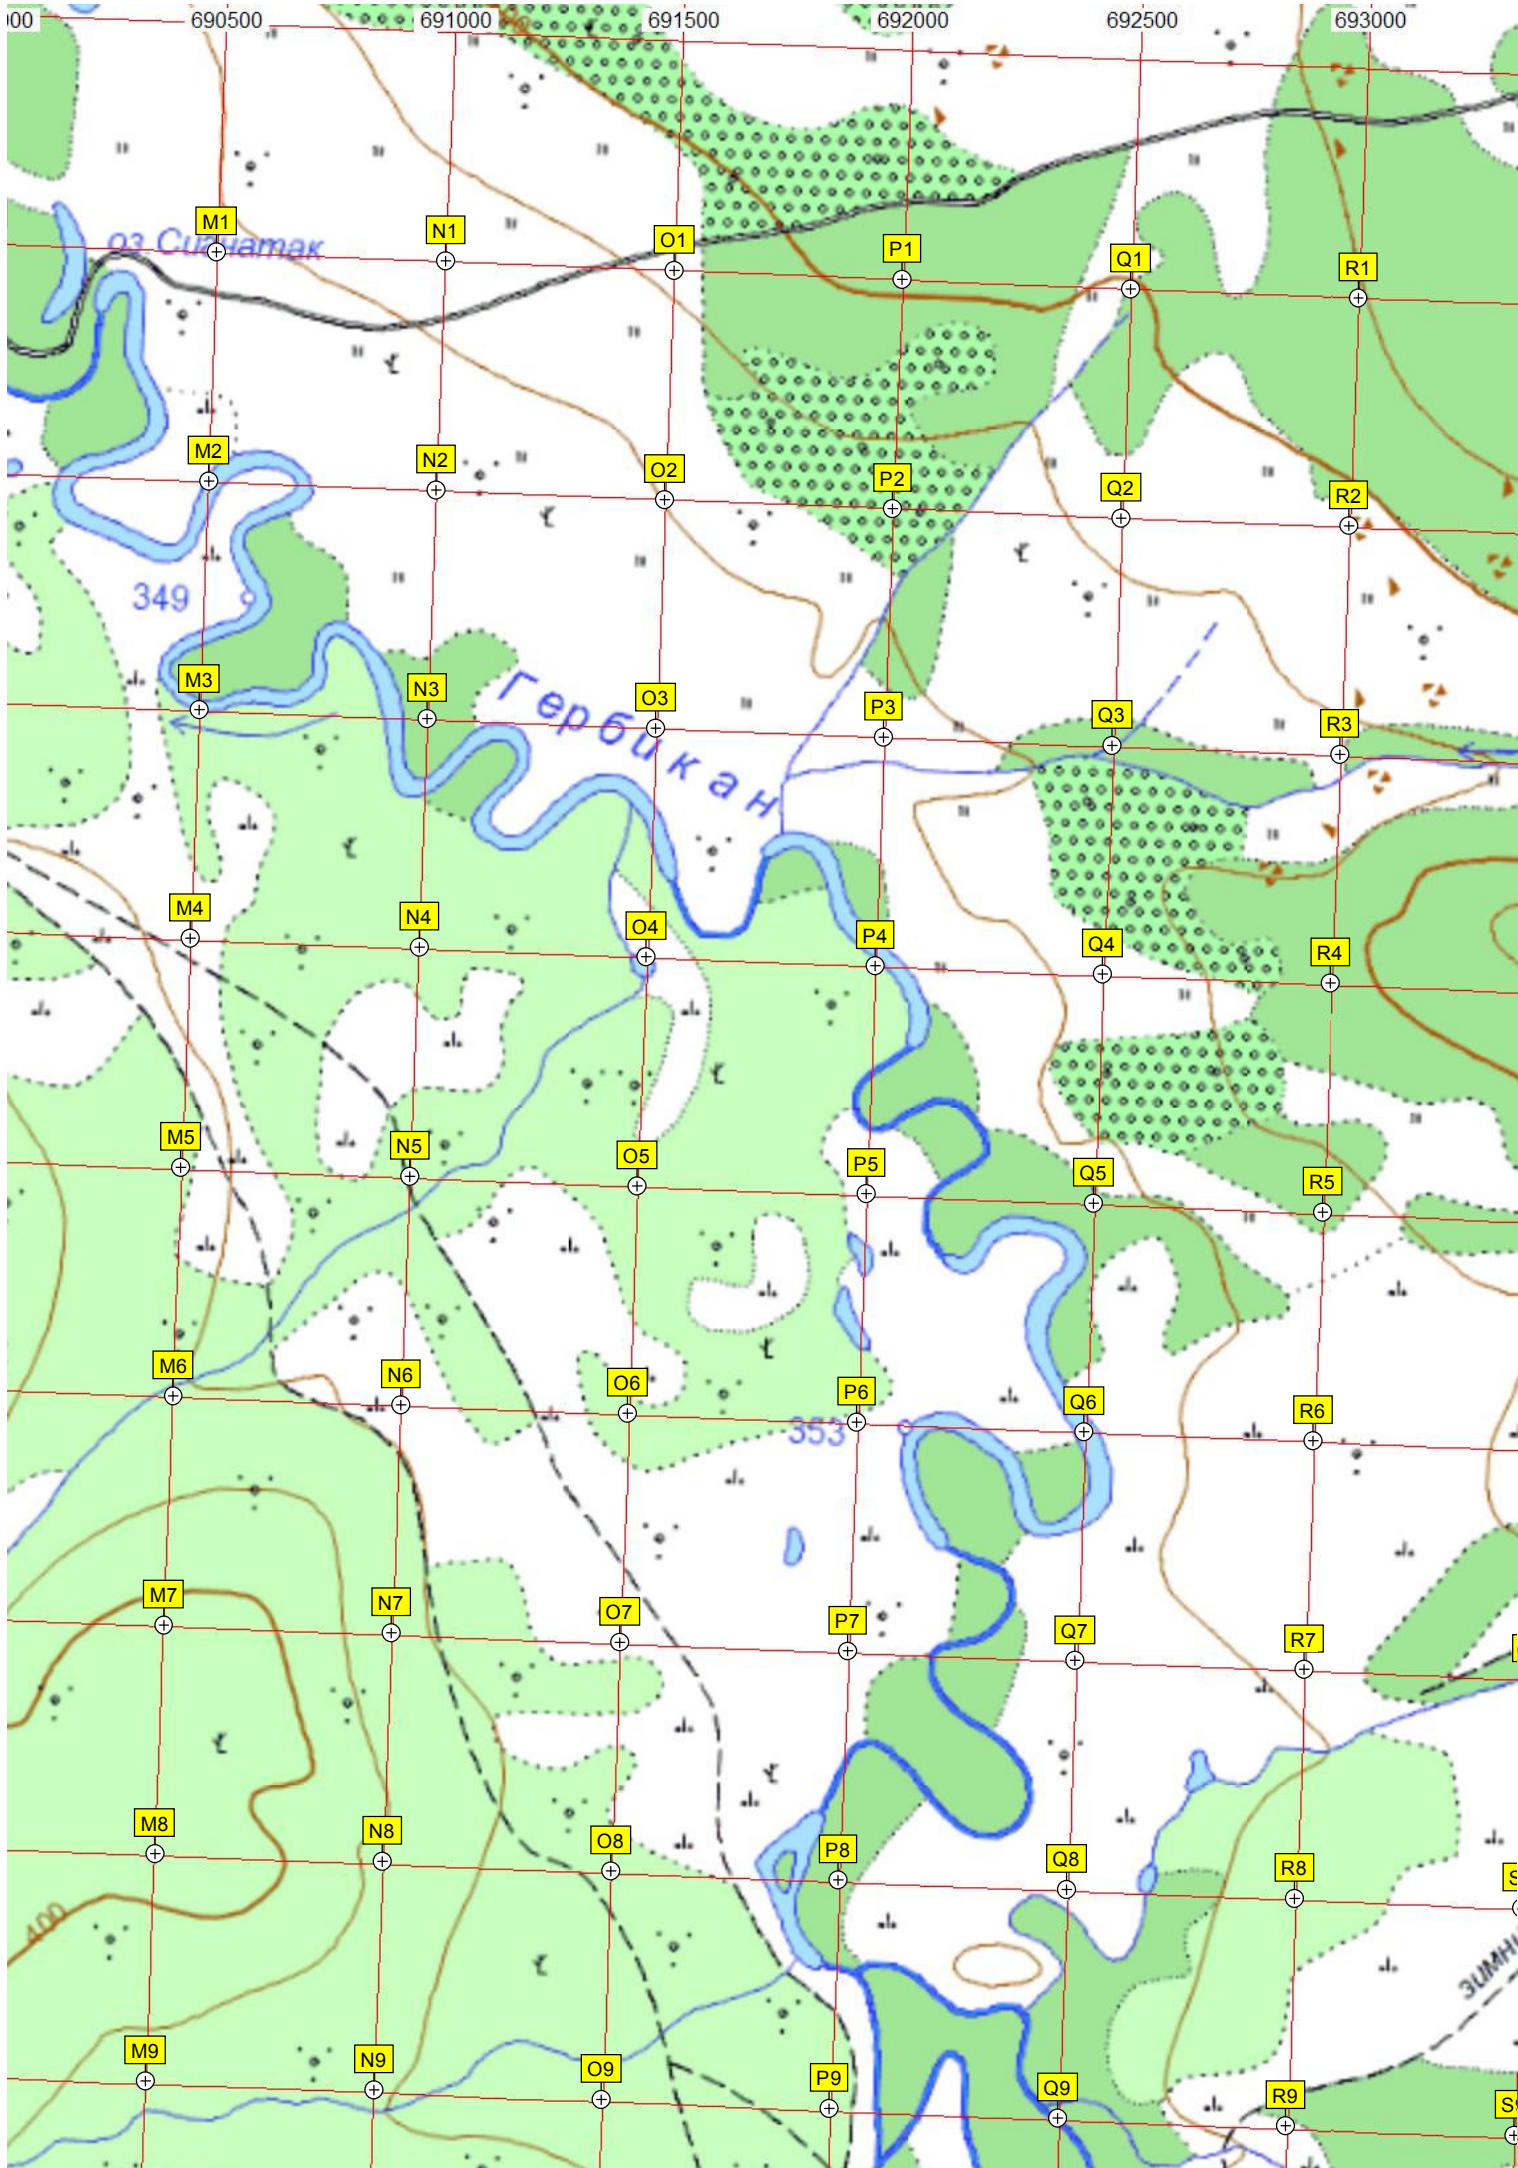 000 690500 691000 691500 692000 692500 693000
M1 N1 O1 P1 Q1 R1
оз Сигнатак
M2 N2 O2 P2 Q2 R2
349
M3 N3 O3 P3 Q3 R3
Гербикан
M4 N4 O4 P4 Q4 R4
M5 N5 O5 P5 Q5 R5
M6 N6 O6 P6 Q6 R6
353
M7 N7 O7 P7 Q7 R7
M8 N8 O8 P8 Q8 R8
400
M9 N9 O9 P9 Q9 R9